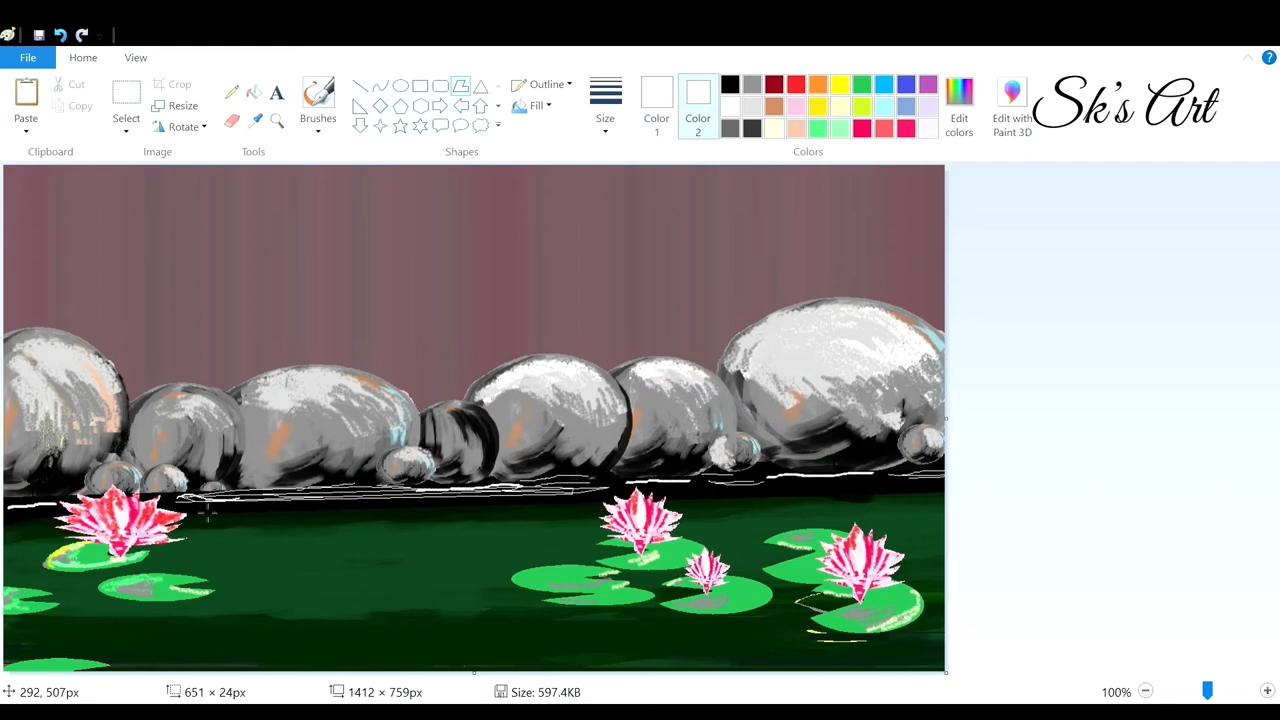 File Home View
Paste Cut Copy Select Crop Resize Rotate A Brushes Outline Fill Size Color 1 Color 2 Edit colors Edit with Paint 3D Sk's Art
Clipboard Image Tools Shapes Colors
292, 507px 651 × 24px 1412 × 759px Size: 597.4KB 100%